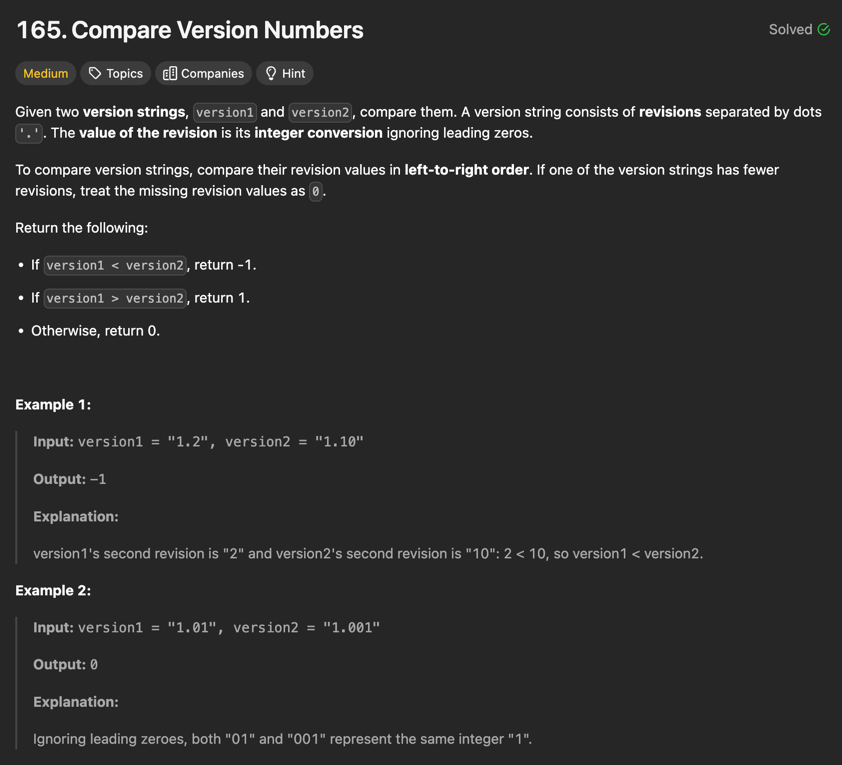 165. Compare Version Numbers
Solved
Medium
Topics
Companies
Hint
Given two version strings, version1 and version2, compare them. A version string consists of revisions separated by dots
'.'. The value of the revision is its integer conversion ignoring leading zeros.
To compare version strings, compare their revision values in left-to-right order. If one of the version strings has fewer
revisions, treat the missing revision values as 0.
Return the following:
• If version1 < version2, return -1.
• If version1 > version2, return 1.
• Otherwise, return 0.
Example 1:
Input: version1 = "1.2", version2 = "1.10"
Output: -1
Explanation:
version1's second revision is "2" and version2's second revision is "10": 2 < 10, so version1 < version2.
Example 2:
Input: version1 = "1.01", version2 = "1.001"
Output: 0
Explanation:
Ignoring leading zeroes, both "01" and "001" represent the same integer "1".